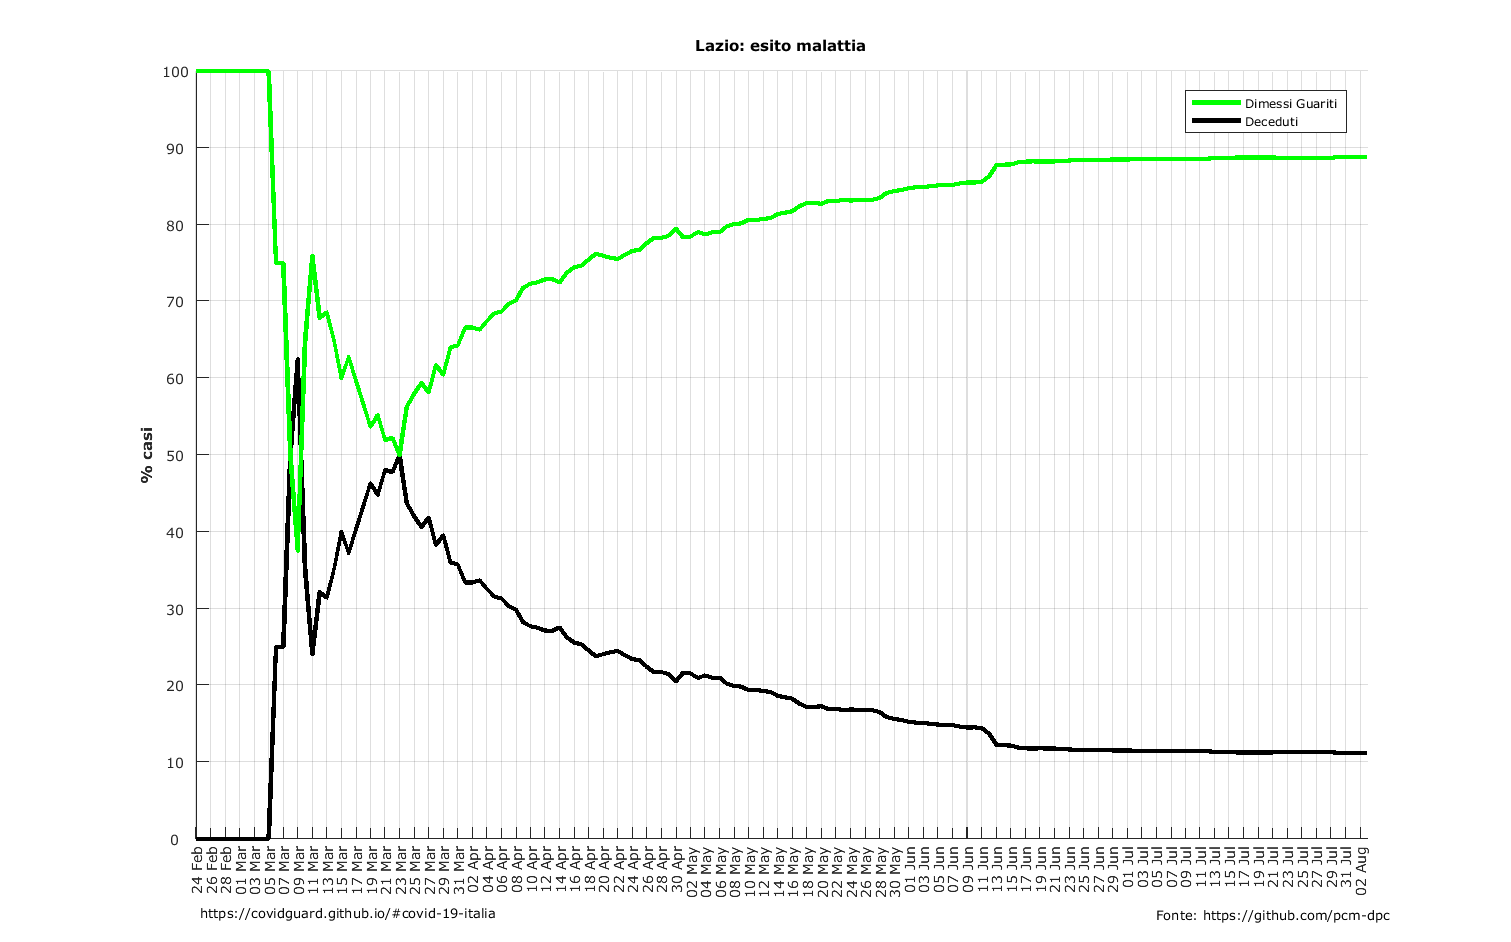 Lazio: esito malattia
Dimessi Guariti
Deceduti
% casi
100
90
80
70
60
50
40
30
20
10
0
24 Feb
26 Feb
28 Feb
01 Mar
03 Mar
05 Mar
07 Mar
09 Mar
11 Mar
13 Mar
15 Mar
17 Mar
19 Mar
21 Mar
23 Mar
25 Mar
27 Mar
29 Mar
31 Mar
02 Apr
04 Apr
06 Apr
08 Apr
10 Apr
12 Apr
14 Apr
16 Apr
18 Apr
20 Apr
22 Apr
24 Apr
26 Apr
28 Apr
30 Apr
02 May
04 May
06 May
08 May
10 May
12 May
14 May
16 May
18 May
20 May
22 May
24 May
26 May
28 May
30 May
01 Jun
03 Jun
05 Jun
07 Jun
09 Jun
11 Jun
13 Jun
15 Jun
17 Jun
19 Jun
21 Jun
23 Jun
25 Jun
27 Jun
29 Jun
01 Jul
03 Jul
05 Jul
07 Jul
09 Jul
11 Jul
13 Jul
15 Jul
17 Jul
19 Jul
21 Jul
23 Jul
25 Jul
27 Jul
29 Jul
31 Jul
02 Aug
https://covidguard.github.io/#covid-19-italia
Fonte: https://github.com/pcm-dpc